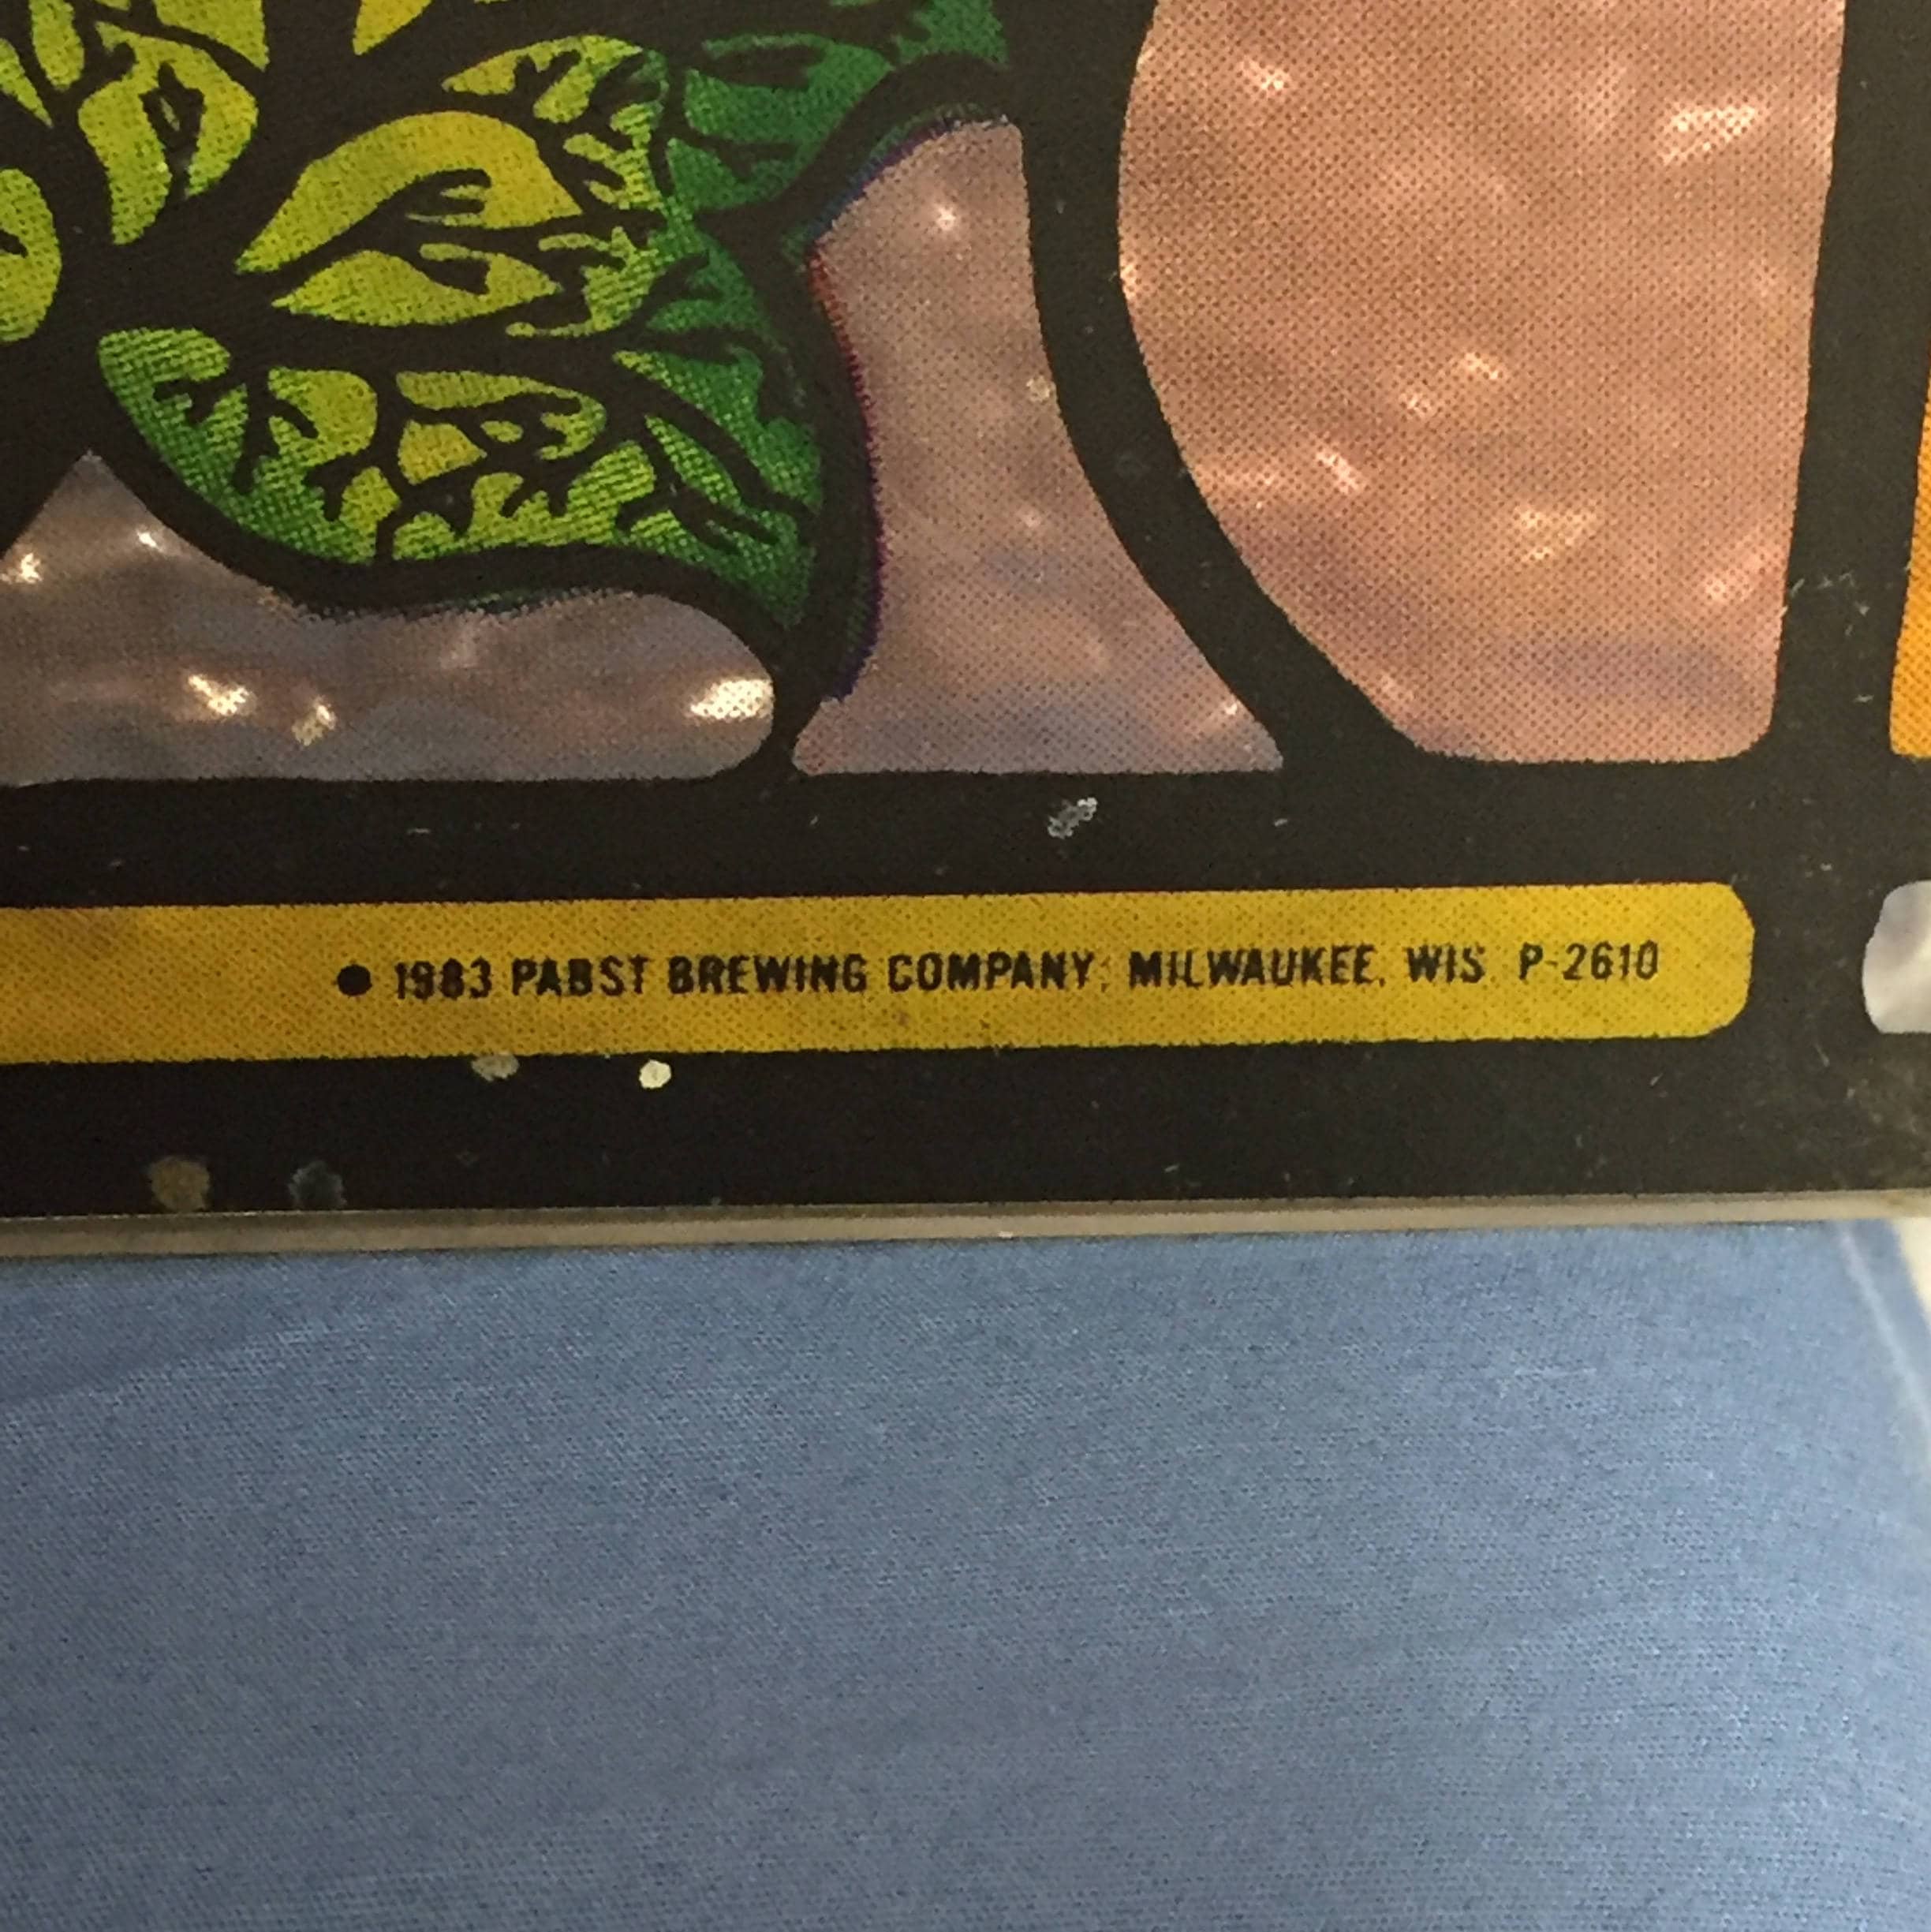 ● 1983 PABST BREWING COMPANY, MILWAUKEE, WIS P-2610